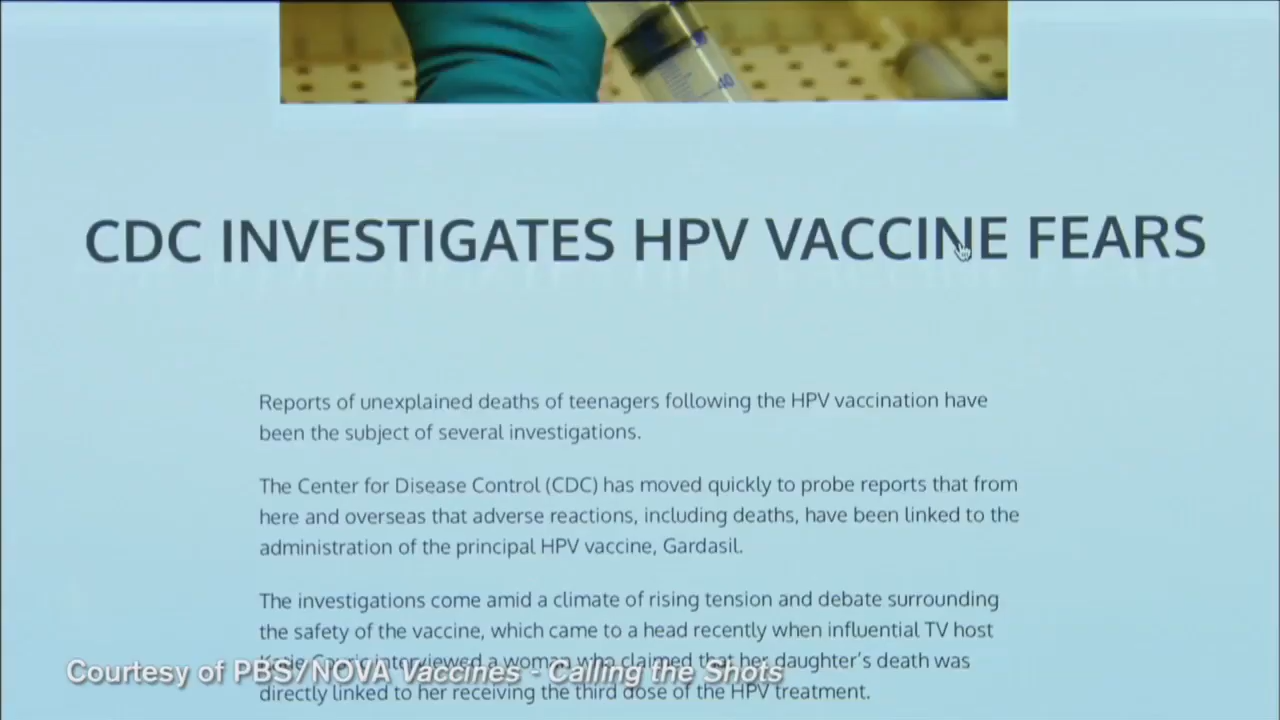 40
CDC INVESTIGATES HPV VACCINE FEARS
Reports of unexplained deaths of teenagers following the HPV vaccination have
been the subject of several investigations.
The Center for Disease Control (CDC) has moved quickly to probe reports that from
here and overseas that adverse reactions, including deaths, have been linked to the
administration of the principal HPV vaccine, Gardasil.
The investigations come amid a climate of rising tension and debate surrounding
the safety of the vaccine, which came to a head recently when influential TV host
Katie Couric interviewed a woman who claimed that her daughter's death was
directly linked to her receiving the third dose of the HPV treatment.
Courtesy of PBS/NOVA Vaccines - Calling the Shots